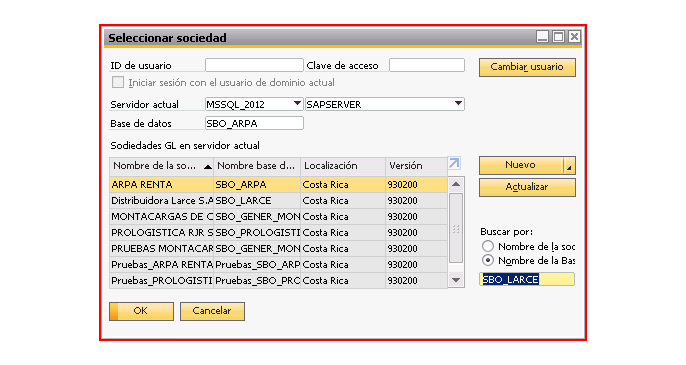 Seleccionar sociedad
ID de usuario Clave de acceso Cambiar usuario
Iniciar sesión con el usuario de dominio actual
Servidor actual MSSQL_2012 SAPSERVER
Base de datos SBO_ARPA
Sodiedades GL en servidor actual
Nombre de la so... Nombre base d... Localización Versión Nuevo
ARPA RENTA SBO_ARPA Costa Rica 930200 Actualizar
Distribuidora Larce S.A SBO_LARCE Costa Rica 930200
MONTACARGAS DE C SBO_GENER_MON Costa Rica 930200
PROLOGISTICA RJR S SBO_PROLOGISTI Costa Rica 930200 Buscar por:
PRUEBAS MONTACAR SBO_GENER_MON Costa Rica 930200 Nombre de la soc
Pruebas_ARPA RENTA Pruebas_SBO_ARP Costa Rica 930200 Nombre de la Bas
Pruebas_PROLOGISTI Pruebas_SBO_PRO Costa Rica 930200 SBO_LARCE
OK Cancelar